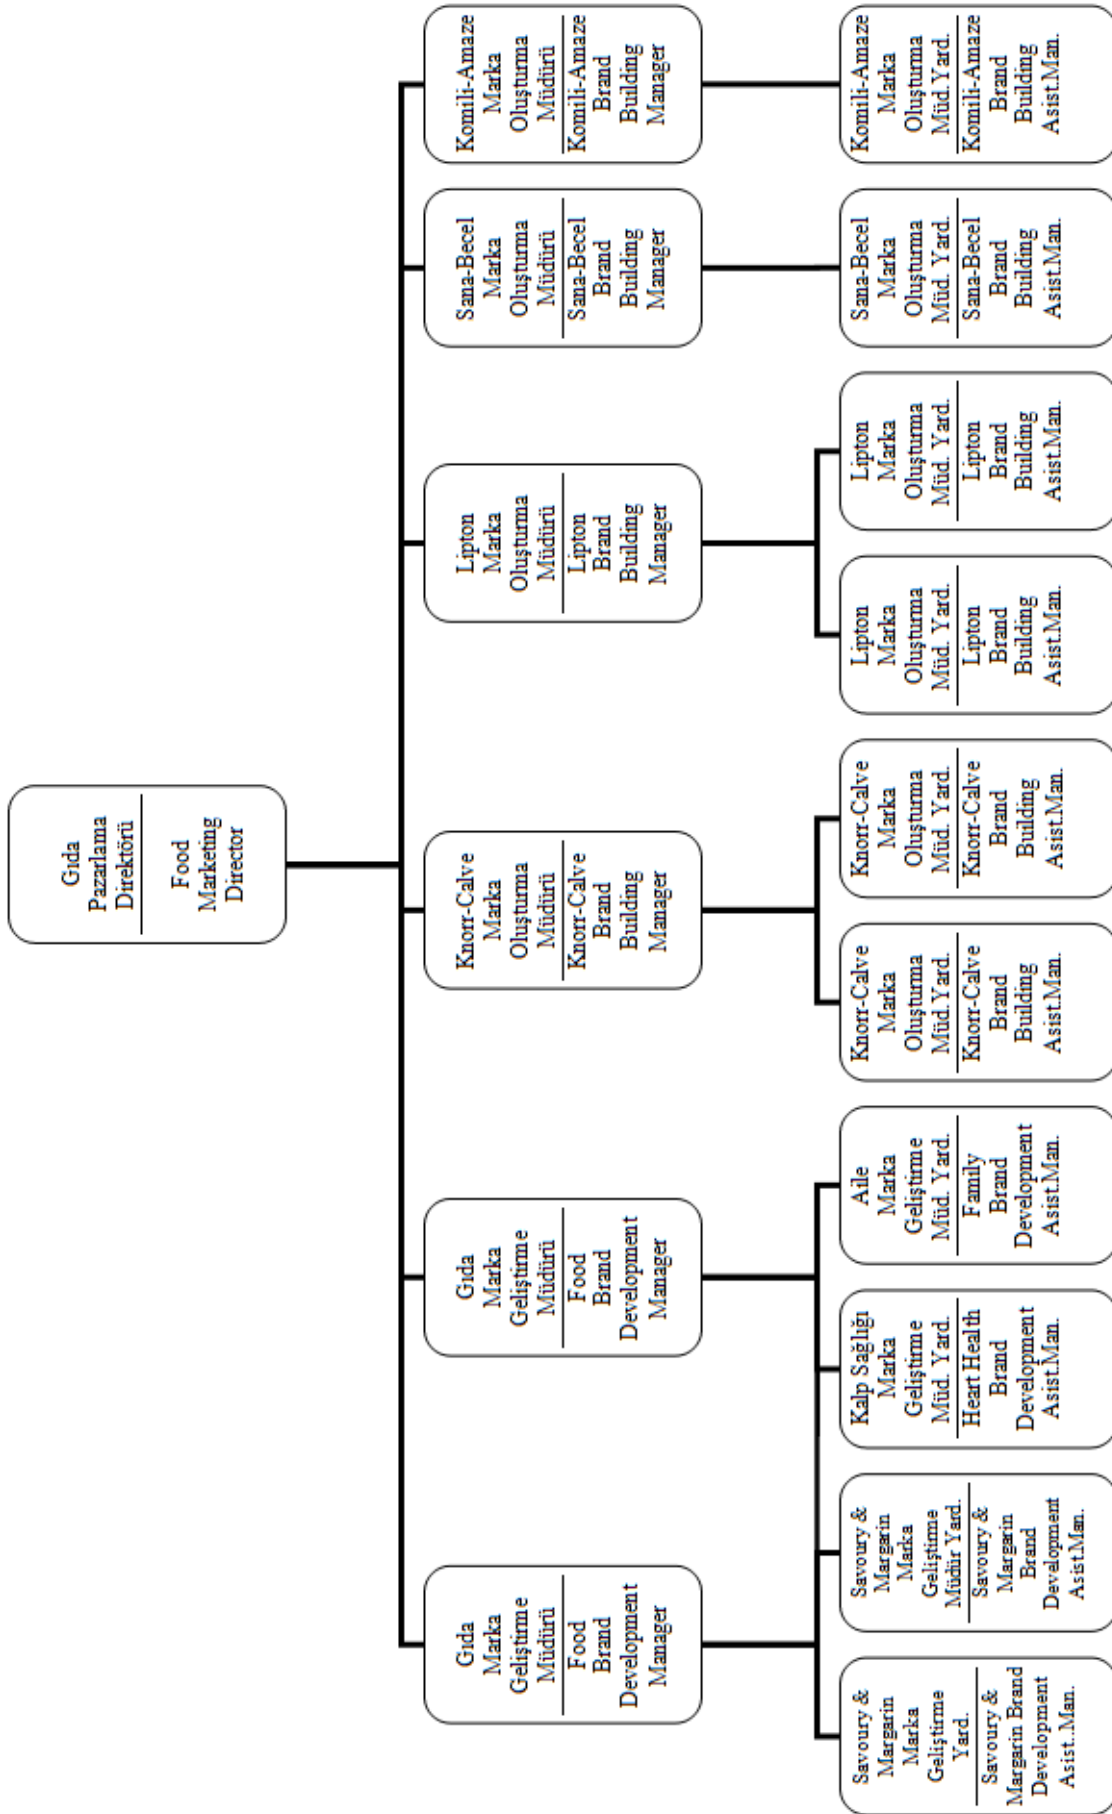 Gıda
Pazarlama
Direktörü
Food
Marketing
Director
Gıda
Marka
Geliştirme
Müdürü
Food
Brand
Development
Manager
Gıda
Marka
Geliştirme
Müdürü
Food
Brand
Development
Manager
Knorr-Calve
Marka
Oluşturma
Müdürü
Knorr-Calve
Brand
Building
Manager
Lipton
Marka
Oluşturma
Müdürü
Lipton
Brand
Building
Manager
Sana-Becel
Marka
Oluşturma
Müdürü
Sana-Becel
Brand
Building
Manager
Komili-Amaze
Marka
Oluşturma
Müdürü
Komili-Amaze
Brand
Building
Manager
Savoury &
Margarin
Marka
Geliştirme
Yard.
Savoury &
Margarin Brand
Development
Asist..Man.
Savoury &
Margarin
Marka
Geliştirme
Müdür Yard.
Savoury &
Margarin
Brand
Development
Asist.Man.
Kalp Sağlığı
Marka
Geliştirme
Müd. Yard.
Heart Health
Brand
Development
Asist.Man.
Aile
Marka
Geliştirme
Müd. Yard.
Family
Brand
Development
Asist.Man.
Knorr-Calve
Marka
Oluşturma
Müd.Yard.
Knorr-Calve
Brand
Building
Asist.Man.
Knorr-Calve
Marka
Oluşturma
Müd. Yard.
Knorr-Calve
Brand
Building
Asist.Man.
Lipton
Marka
Oluşturma
Müd. Yard.
Lipton
Brand
Building
Asist.Man.
Lipton
Marka
Oluşturma
Müd. Yard.
Lipton
Brand
Building
Asist.Man.
Sana-Becel
Marka
Oluşturma
Müd. Yard.
Sana-Becel
Brand
Building
Asist.Man.
Komili-Amaze
Marka
Oluşturma
Müd.Yard.
Komili-Amaze
Brand
Building
Asist.Man.